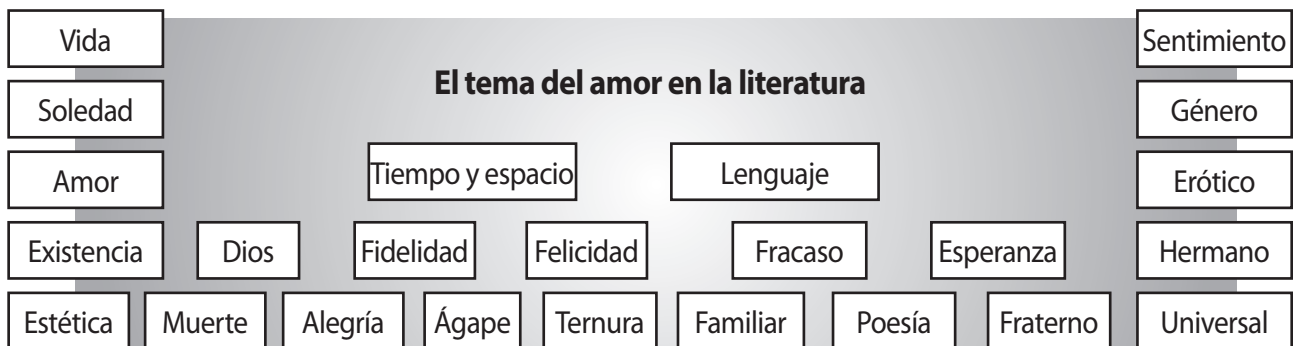 Vida
Sentimiento
El tema del amor en la literatura
Soledad
Género
Tiempo y espacio
Lenguaje
Amor
Erótico
Existencia
Dios
Fidelidad
Felicidad
Fracaso
Esperanza
Hermano
Estética
Muerte
Alegría
Ágape
Ternura
Familiar
Poesía
Fraterno
Universal